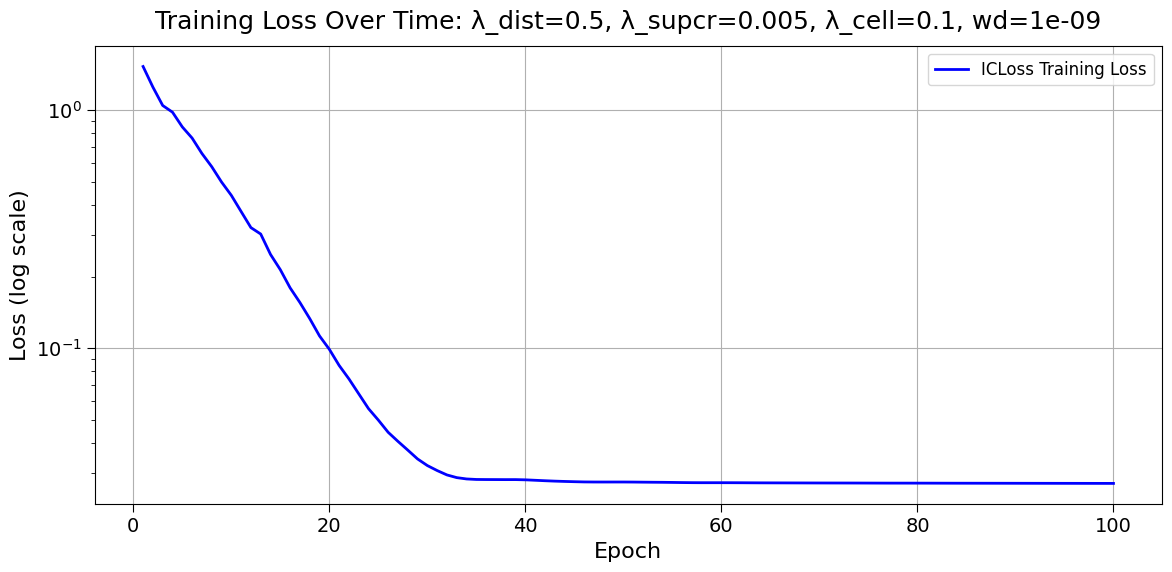 Training Loss Over Time: λ_dist=0.5, λ_supcr=0.005, λ_cell=0.1, wd=1e-09
ICLoss Training Loss
Loss (log scale)
10⁰
10⁻¹
0 20 40 60 80 100
Epoch